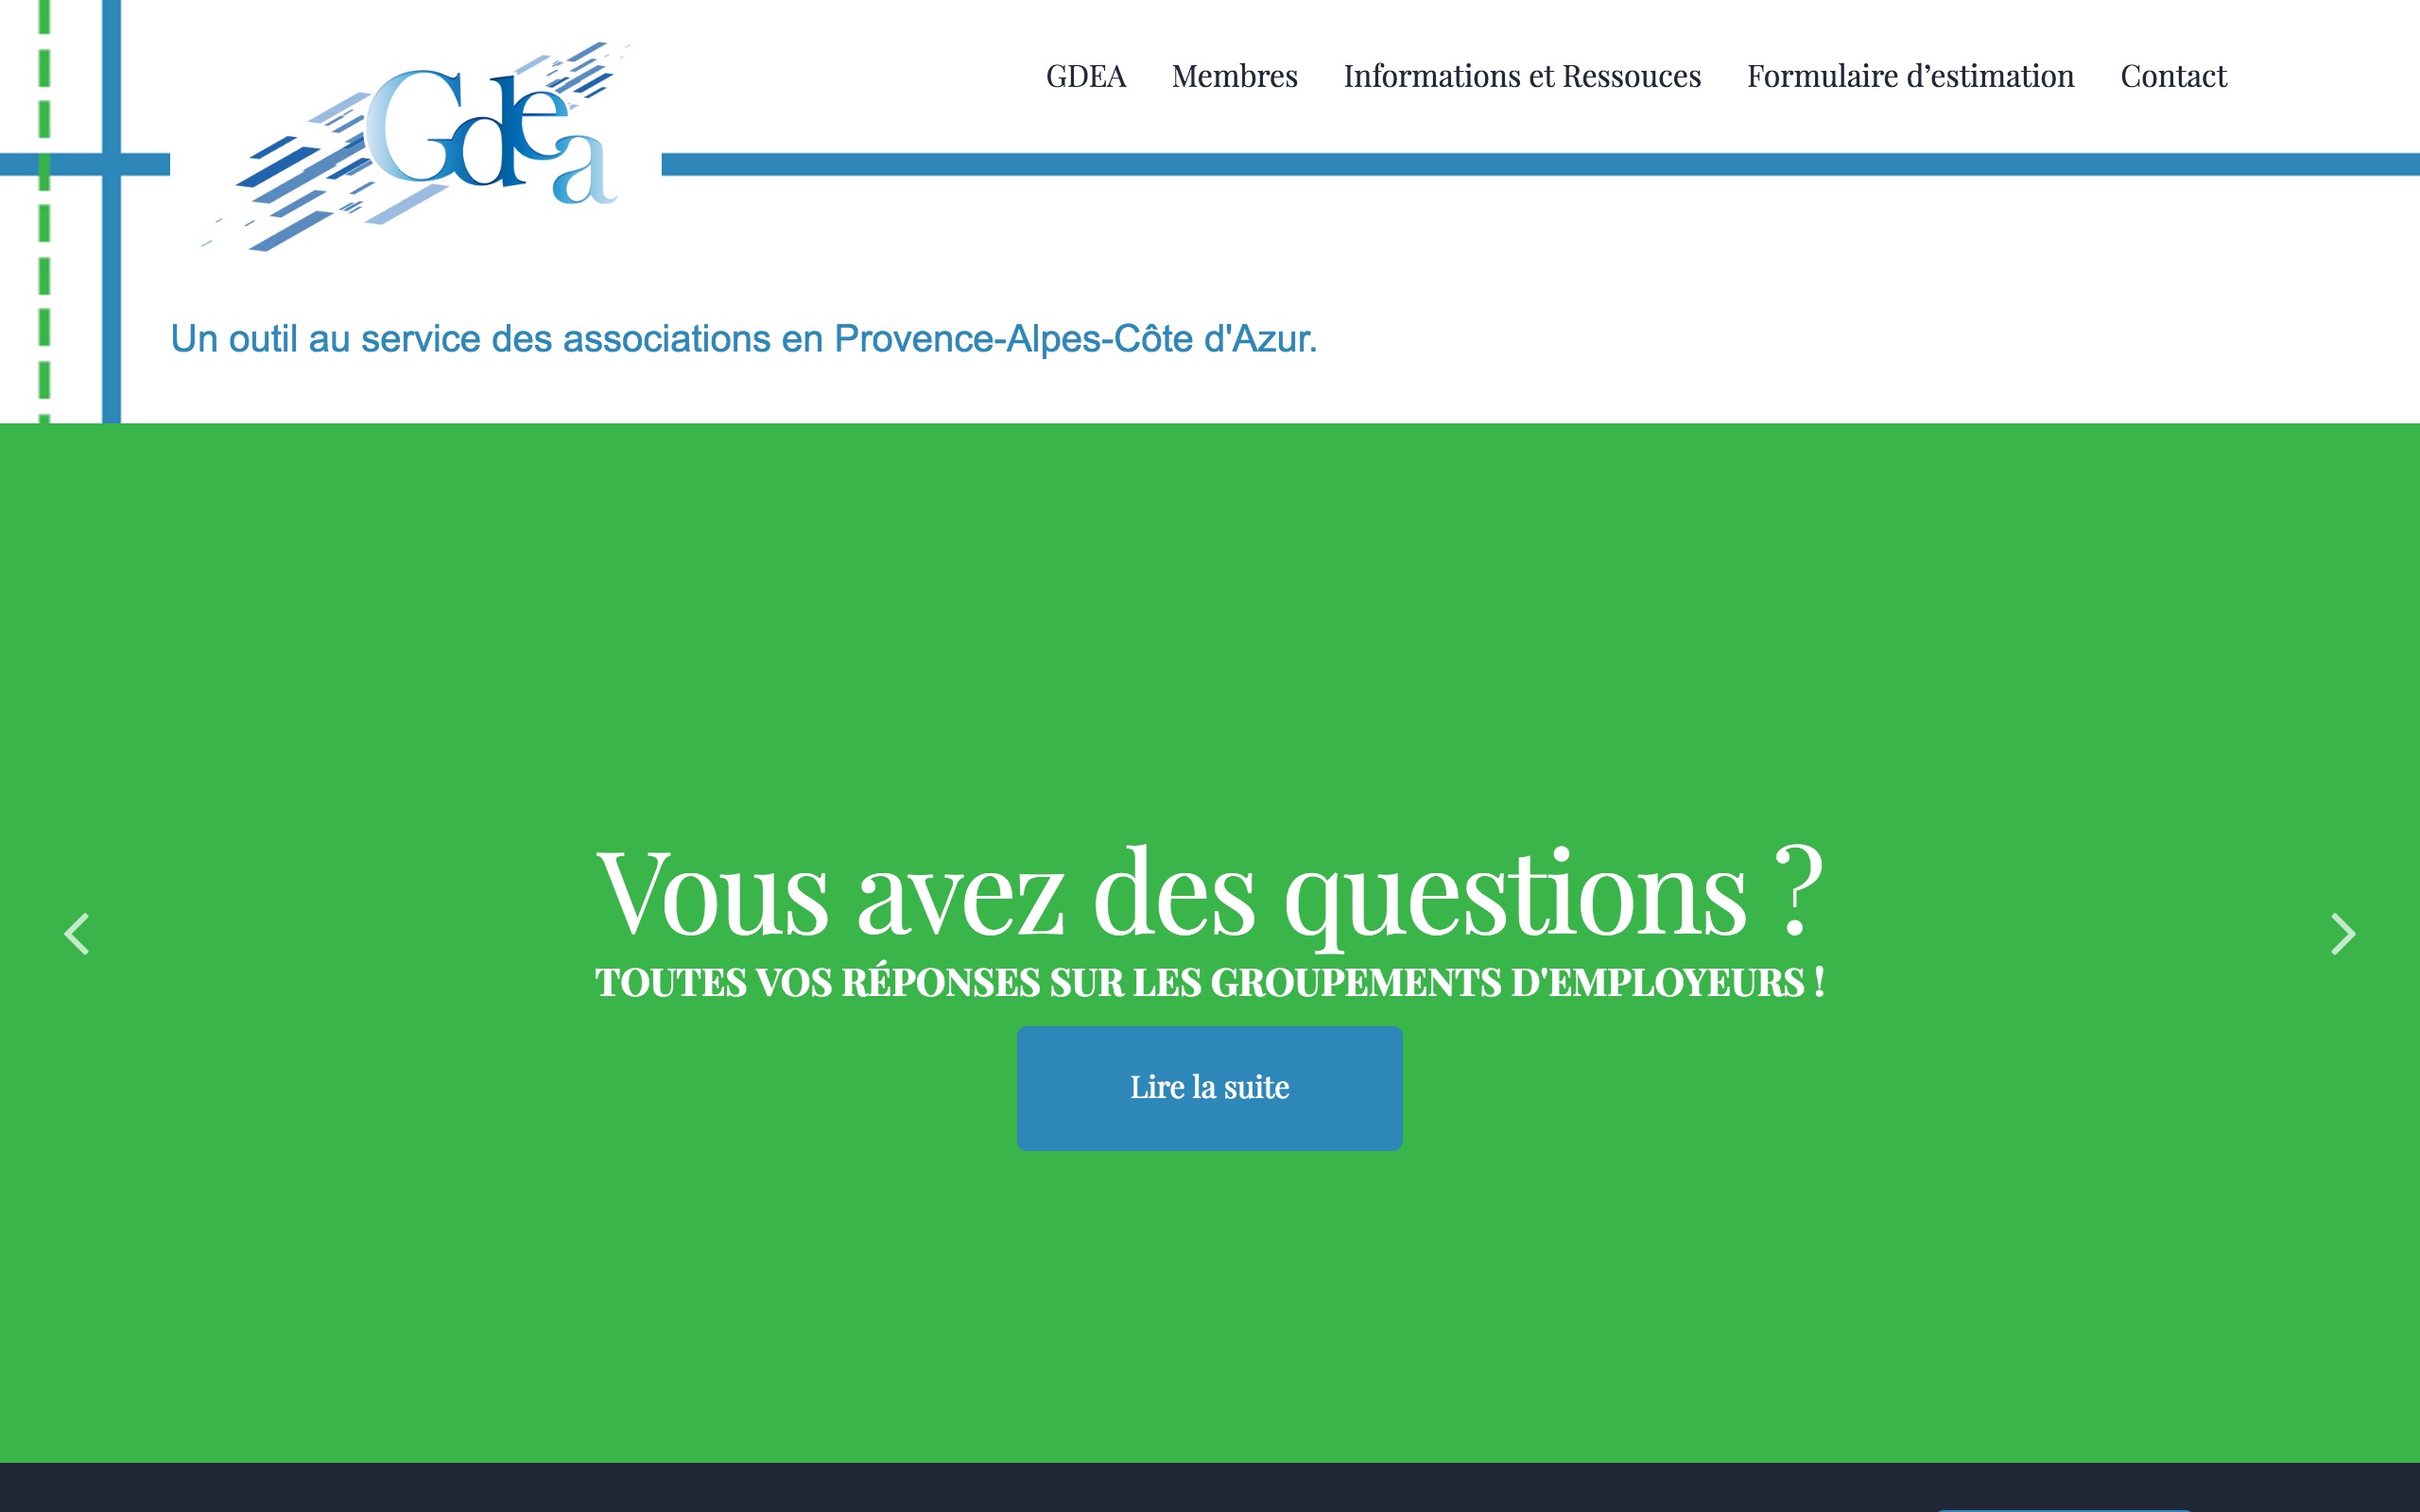 Gdea
GDEA Membres Informations et Ressouces Formulaire d’estimation Contact
Un outil au service des associations en Provence-Alpes-Côte d'Azur.
Vous avez des questions ?
TOUTES VOS RÉPONSES SUR LES GROUPEMENTS D'EMPLOYEURS !
Lire la suite